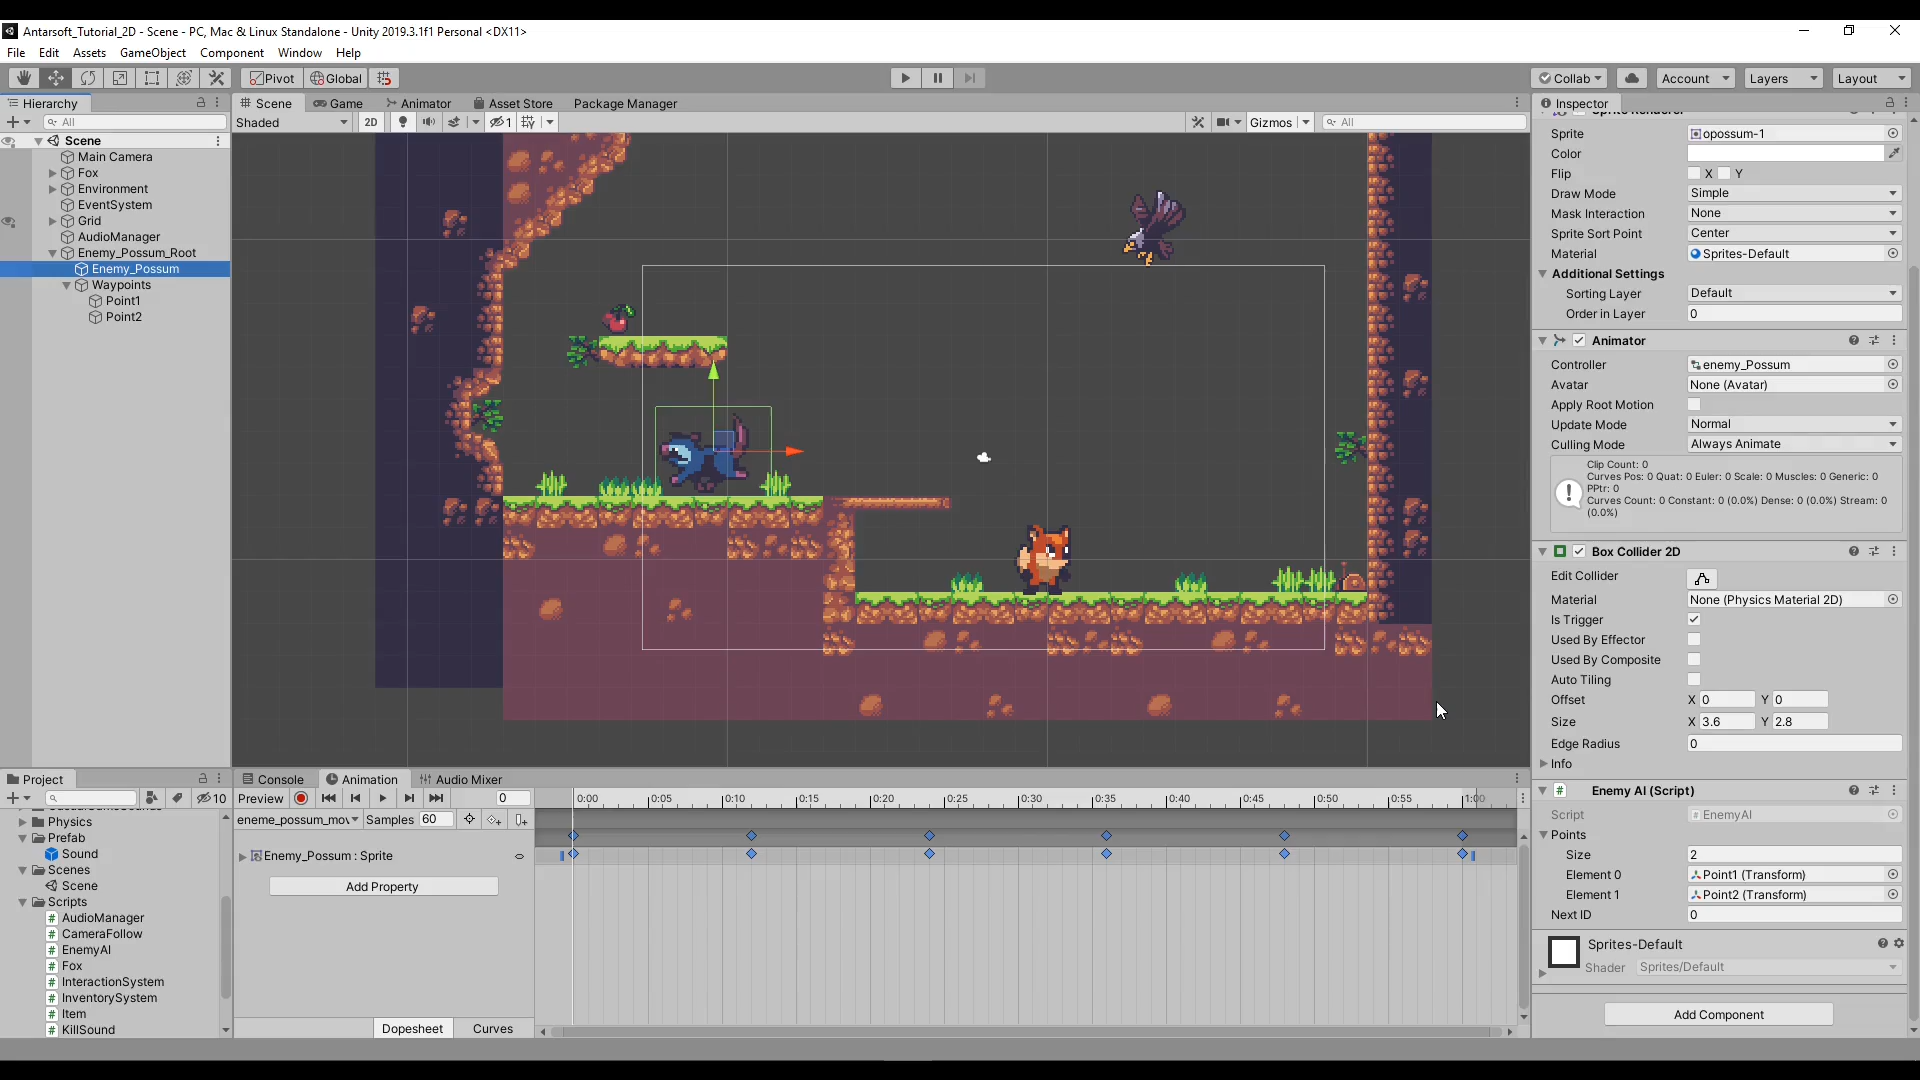 Antarsoft_Tutorial_2D - Scene - PC, Mac & Linux Standalone - Unity 2019.3.1f1 Personal <DX11>
File Edit Assets GameObject Component Window Help
Pivot Global Collab Account Layers Layout
Hierarchy
All
Scene
Main Camera
Fox
Environment
EventSystem
Grid
AudioManager
Enemy_Possum_Root
Enemy_Possum
Waypoints
Point1
Point2
Scene Game Animator Asset Store Package Manager
Shaded 2D 1 Gizmos All
Inspector
Sprite opossum-1
Color
Flip X Y
Draw Mode Simple
Mask Interaction None
Sprite Sort Point Center
Material Sprites-Default
Additional Settings
Sorting Layer Default
Order in Layer 0
Animator
Controller enemy_Possum
Avatar None (Avatar)
Apply Root Motion
Update Mode Normal
Culling Mode Always Animate
Clip Count: 0
Curves Pos: 0 Quat: 0 Euler: 0 Scale: 0 Muscles: 0 Generic: 0
PPtr: 0
Curves Count: 0 Constant: 0 (0.0%) Dense: 0 (0.0%) Stream: 0
(0.0%)
Box Collider 2D
Edit Collider
Material None (Physics Material 2D)
Is Trigger
Used By Effector
Used By Composite
Auto Tiling
Offset X 0 Y 0
Size X 3.6 Y 2.8
Edge Radius 0
Info
Enemy AI (Script)
Script EnemyAI
Points
Size 2
Element 0 Point1 (Transform)
Element 1 Point2 (Transform)
Next ID 0
Sprites-Default
Shader Sprites/Default
Add Component
Project
10
Physics
Prefab
Sound
Scenes
Scene
Scripts
AudioManager
CameraFollow
EnemyAI
Fox
InteractionSystem
InventorySystem
Item
KillSound
Console Animation Audio Mixer
Preview 0
0:00 0:05 0:10 0:15 0:20 0:25 0:30 0:35 0:40 0:45 0:50 0:55 1:00
Samples 60
Enemy_Possum : Sprite
Add Property
Dopesheet Curves